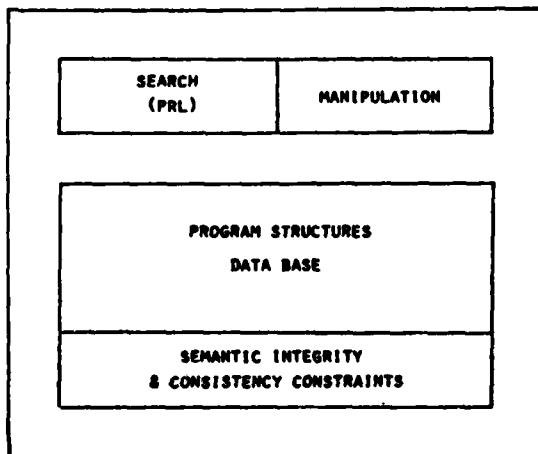 SEARCH
(PRL)
MANIPULATION
PROGRAM STRUCTURES
DATA BASE
SEMANTIC INTEGRITY
& CONSISTENCY CONSTRAINTS